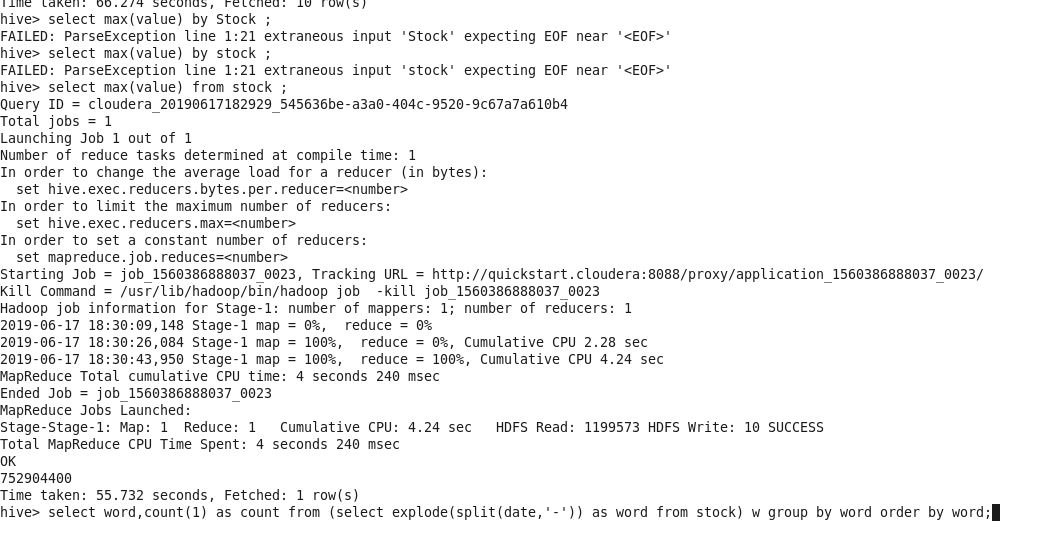 Time taken: 66.274 seconds, Fetched: 10 row(s)
hive> select max(value) by Stock ;
FAILED: ParseException line 1:21 extraneous input 'Stock' expecting EOF near '<EOF>'
hive> select max(value) by stock ;
FAILED: ParseException line 1:21 extraneous input 'stock' expecting EOF near '<EOF>'
hive> select max(value) from stock ;
Query ID = cloudera_20190617182929_545636be-a3a0-404c-9520-9c67a7a610b4
Total jobs = 1
Launching Job 1 out of 1
Number of reduce tasks determined at compile time: 1
In order to change the average load for a reducer (in bytes):
  set hive.exec.reducers.bytes.per.reducer=<number>
In order to limit the maximum number of reducers:
  set hive.exec.reducers.max=<number>
In order to set a constant number of reducers:
  set mapreduce.job.reduces=<number>
Starting Job = job_1560386888037_0023, Tracking URL = http://quickstart.cloudera:8088/proxy/application_1560386888037_0023/
Kill Command = /usr/lib/hadoop/bin/hadoop job  -kill job_1560386888037_0023
Hadoop job information for Stage-1: number of mappers: 1; number of reducers: 1
2019-06-17 18:30:09,148 Stage-1 map = 0%,  reduce = 0%
2019-06-17 18:30:26,084 Stage-1 map = 100%,  reduce = 0%, Cumulative CPU 2.28 sec
2019-06-17 18:30:43,950 Stage-1 map = 100%,  reduce = 100%, Cumulative CPU 4.24 sec
MapReduce Total cumulative CPU time: 4 seconds 240 msec
Ended Job = job_1560386888037_0023
MapReduce Jobs Launched:
Stage-Stage-1: Map: 1  Reduce: 1   Cumulative CPU: 4.24 sec   HDFS Read: 1199573 HDFS Write: 10 SUCCESS
Total MapReduce CPU Time Spent: 4 seconds 240 msec
OK
752904400
Time taken: 55.732 seconds, Fetched: 1 row(s)
hive> select word,count(1) as count from (select explode(split(date,'-')) as word from stock) w group by word order by word;